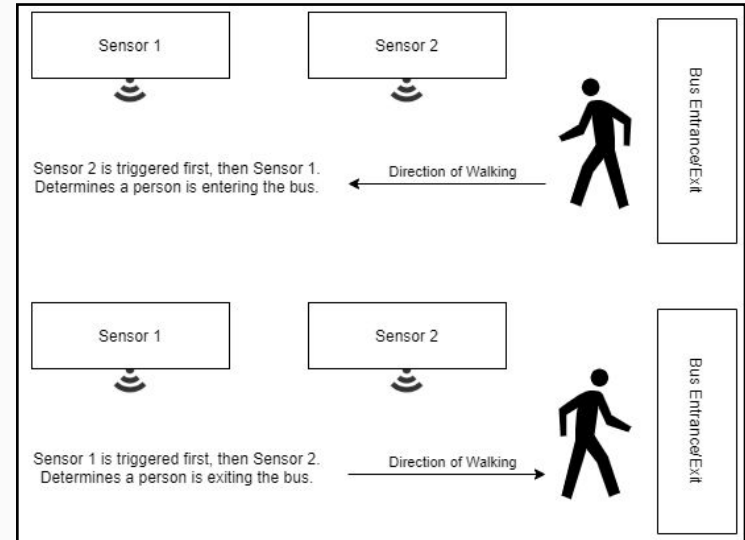 Sensor 1
Sensor 2
Bus Entrance/Exit
Sensor 2 is triggered first, then Sensor 1.
Determines a person is entering the bus.
Direction of Walking
Sensor 1
Sensor 2
Bus Entrance/Exit
Sensor 1 is triggered first, then Sensor 2.
Determines a person is exiting the bus.
Direction of Walking